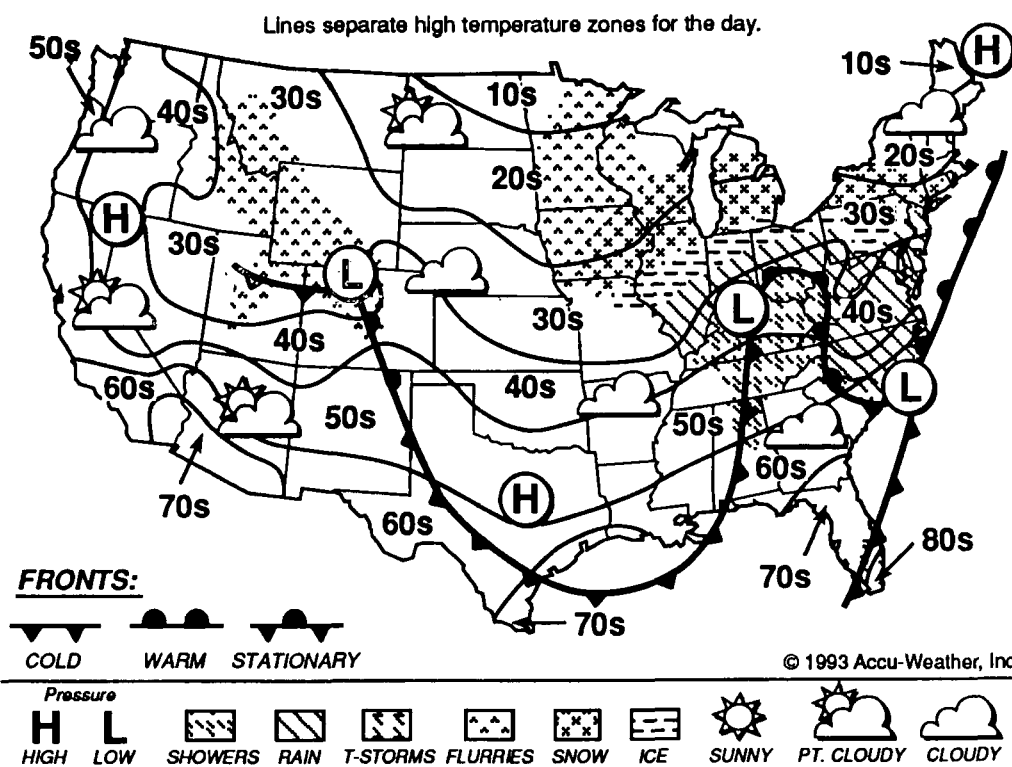 Lines separate high temperature zones for the day.
50s
H
10s
40s
30s
10s
20s
20s
H
30s
30s
L
30s
L
40s
40s
60s
40s
L
50s
50s
60s
H
70s
60s
80s
70s
70s
FRONTS:
COLD WARM STATIONARY
© 1993 Accu-Weather, Inc
Pressure
H L
HIGH LOW SHOWERS RAIN T-STORMS FLURRIES SNOW ICE SUNNY PT. CLOUDY CLOUDY